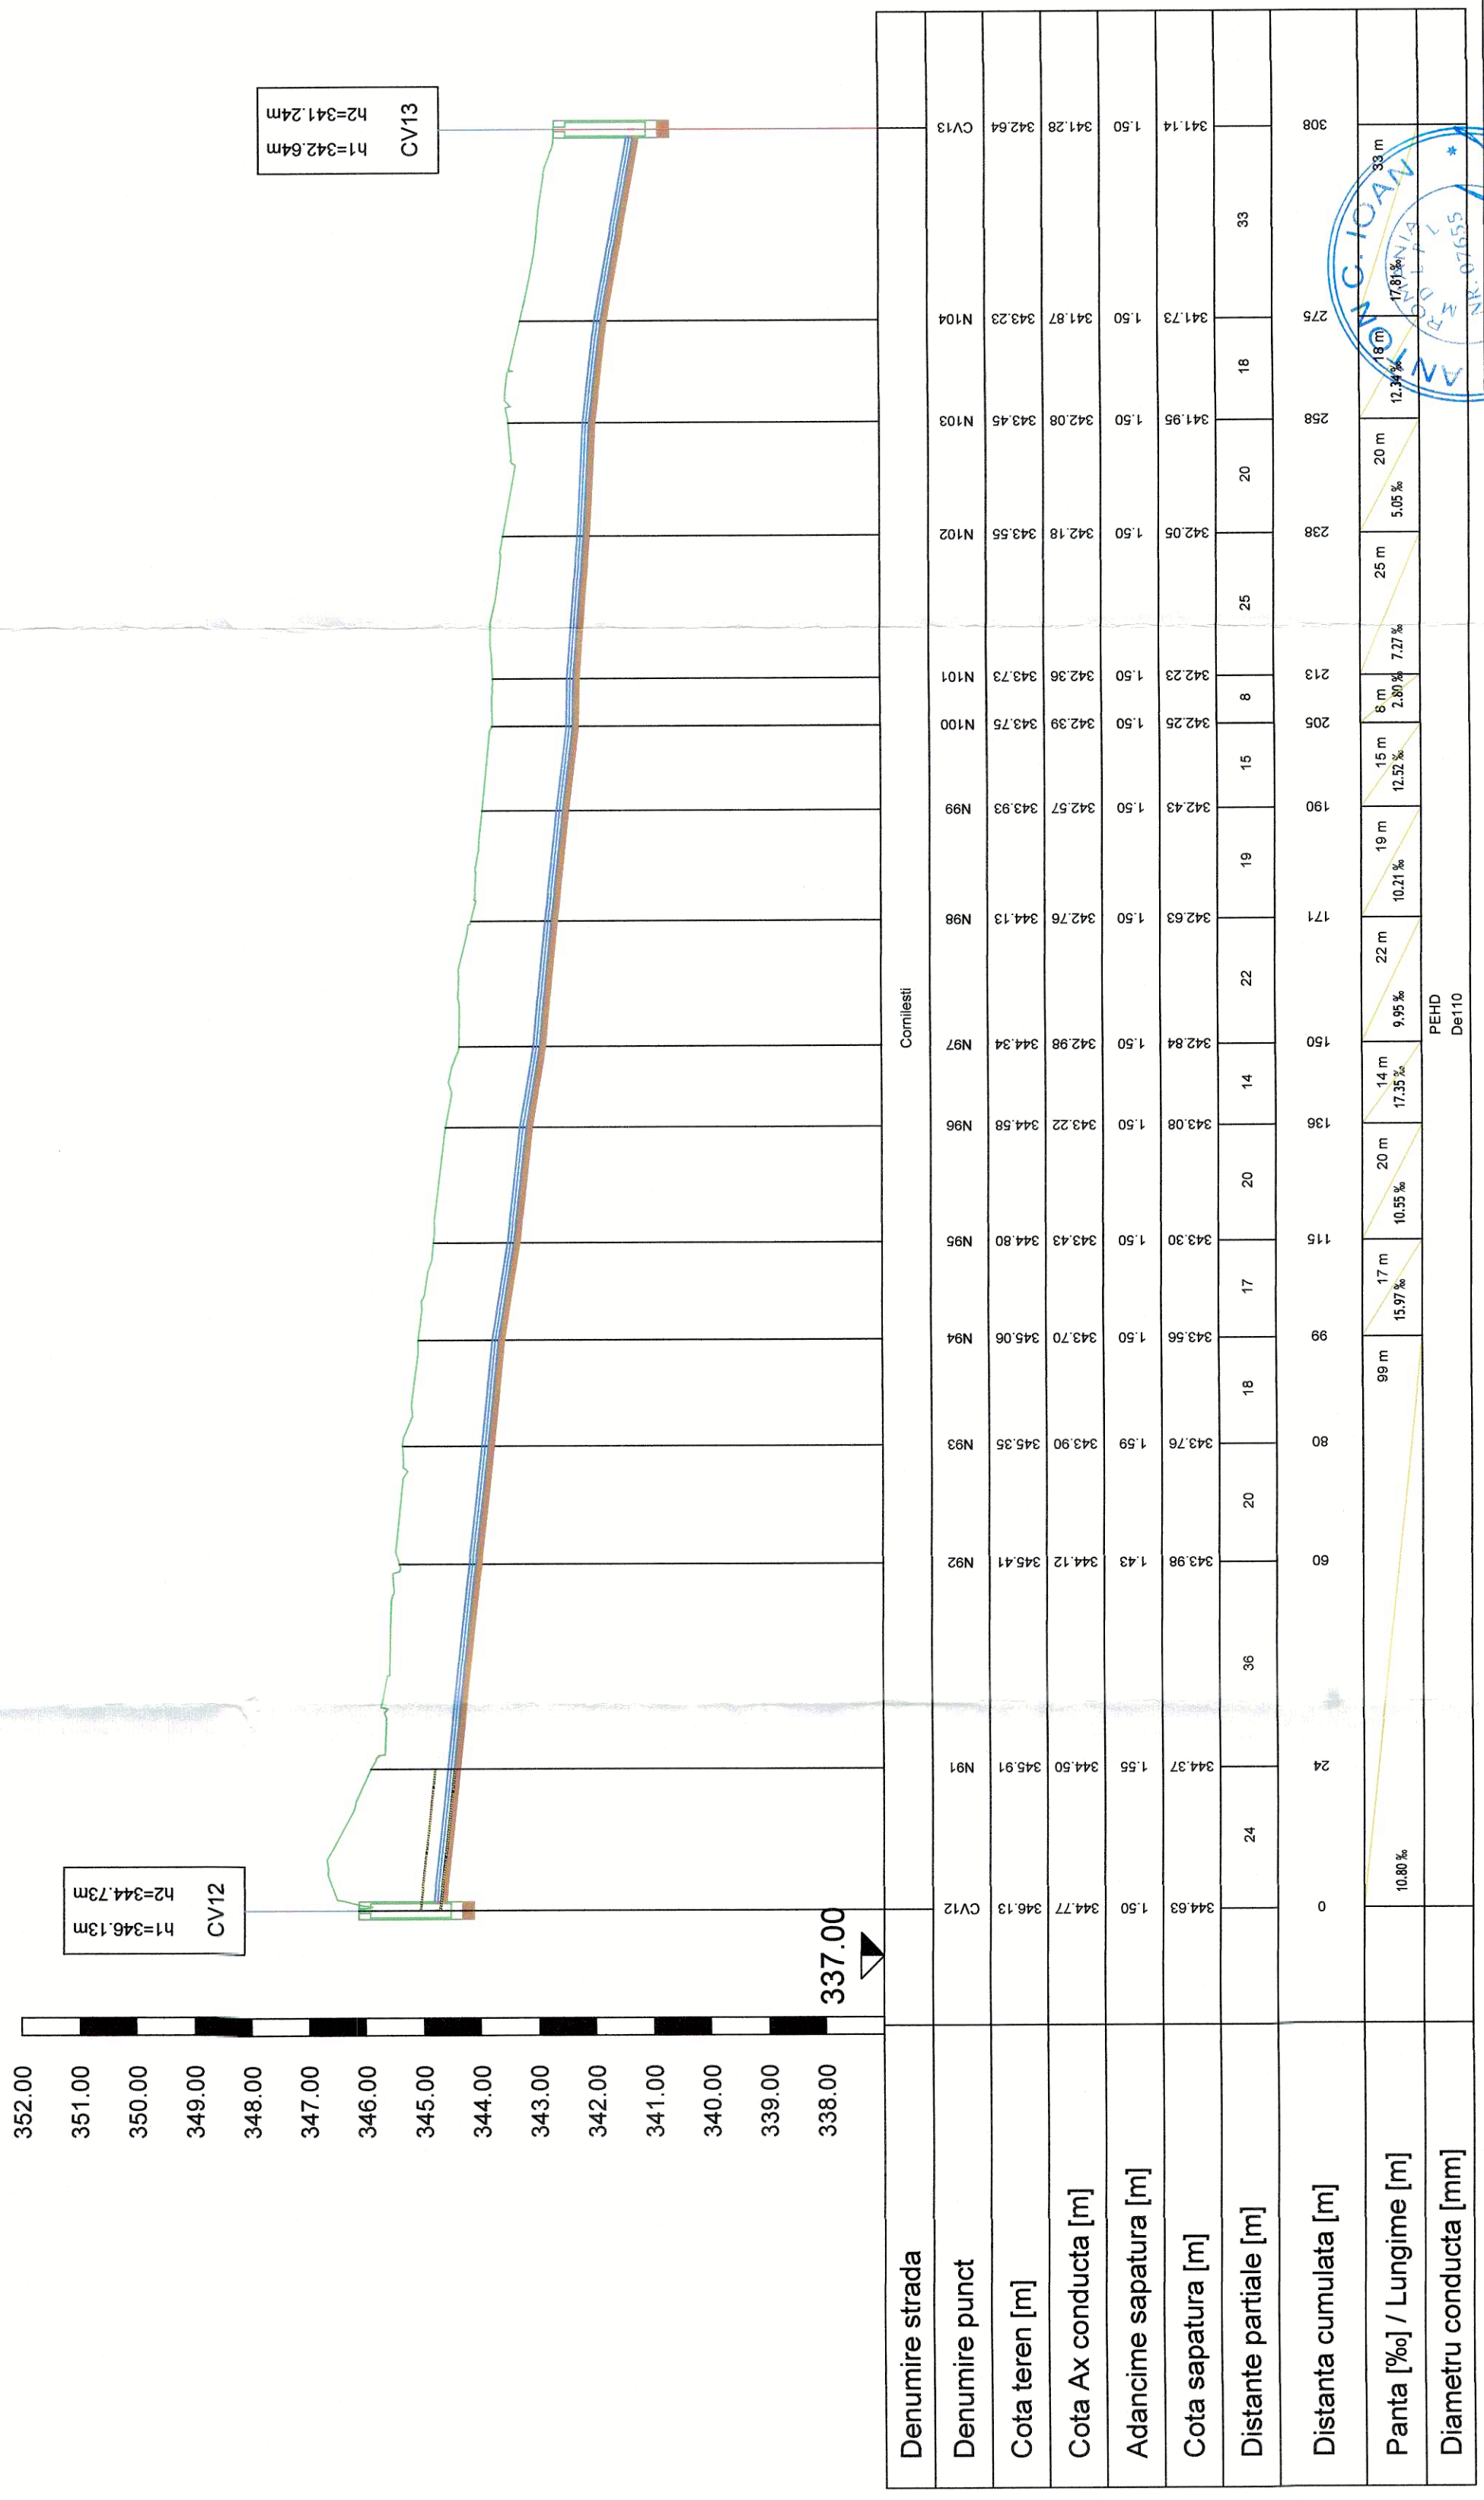 352.00
351.00
350.00
349.00
348.00
347.00
346.00
345.00
344.00
343.00
342.00
341.00
340.00
339.00
338.00
337.00
h1=346.13m
h2=344.73m
CV12
h1=342.64m
h2=341.24m
CV13
Denumire strada
Cornilesti
Denumire punct
CV12 N91 N92 N93 N94 N95 N96 N97 N98 N99 N100 N101 N102 N103 N104 CV13
Cota teren [m]
346.13 345.91 345.41 345.35 345.06 344.80 344.58 344.34 344.13 343.93 343.75 343.73 343.55 343.45 343.23 342.64
Cota Ax conducta [m]
344.77 344.50 344.12 343.90 343.70 343.43 343.22 342.98 342.76 342.57 342.39 342.36 342.18 342.08 341.87 341.28
Adancime sapatura [m]
1.50 1.55 1.43 1.59 1.50 1.50 1.50 1.50 1.50 1.50 1.50 1.50 1.50 1.50 1.50 1.50
Cota sapatura [m]
344.63 344.37 343.98 343.76 343.56 343.30 343.08 342.84 342.63 342.43 342.25 342.23 342.05 341.95 341.73 341.14
Distante partiale [m]
24 36 20 18 17 20 14 22 19 15 8 25 20 18 33
Distanta cumulata [m]
0 24 60 80 99 115 136 150 171 190 205 213 238 258 275 308
Panta [‰] / Lungime [m]
10.80 ‰ 99 m
15.97 ‰ 17 m
10.55 ‰ 20 m
17.35 ‰ 14 m
9.95 ‰ 22 m
10.21 ‰ 19 m
12.52 ‰ 15 m
2.80 ‰ 8 m
7.27 ‰ 25 m
5.05 ‰ 20 m
12.34 ‰ 18 m
17.81 ‰ 33 m
Diametru conducta [mm]
PEHD
De110
ANTON C. IOAN *
ROMANIA
NR. 07655